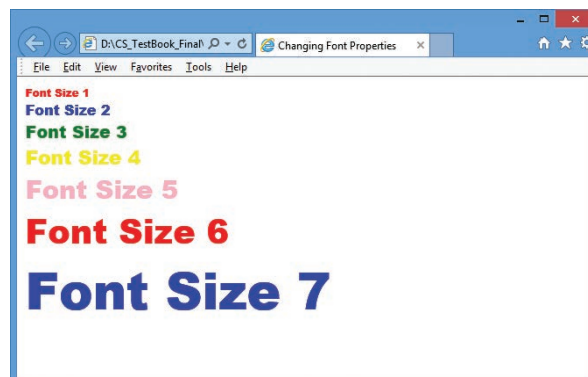 D:\CS_TestBook_Final\
Changing Font Properties
File Edit View Favorites Tools Help
Font Size 1
Font Size 2
Font Size 3
Font Size 4
Font Size 5
Font Size 6
Font Size 7